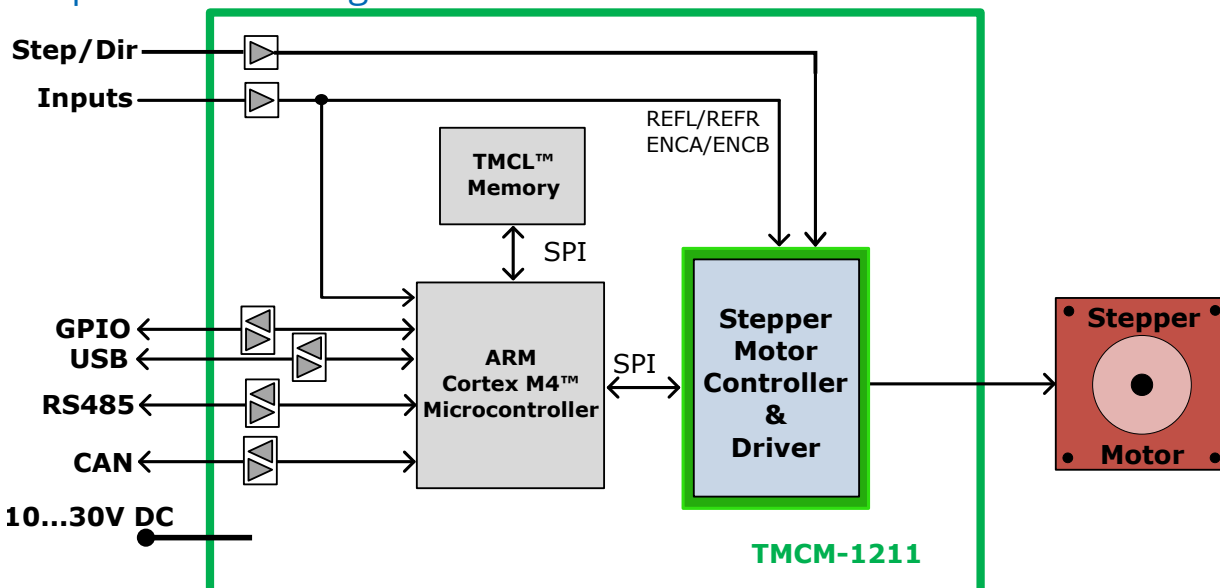 Step/Dir
Inputs
REFL/REFR
ENCA/ENCB
TMCL™
Memory
SPI
GPIO
USB
RS485
CAN
10...30V DC
ARM
Cortex M4™
Microcontroller
SPI
Stepper
Motor
Controller
&
Driver
Stepper
Motor
TMCM-1211